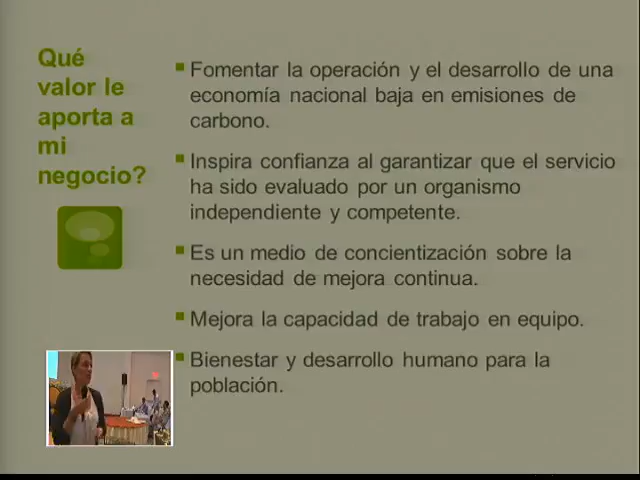 Qué
valor le
aporta a
mi
negocio?
Fomentar la operación y el desarrollo de una
economía nacional baja en emisiones de
carbono.
Inspira confianza al garantizar que el servicio
ha sido evaluado por un organismo
independiente y competente.
Es un medio de concientización sobre la
necesidad de mejora continua.
Mejora la capacidad de trabajo en equipo.
Bienestar y desarrollo humano para la
población.